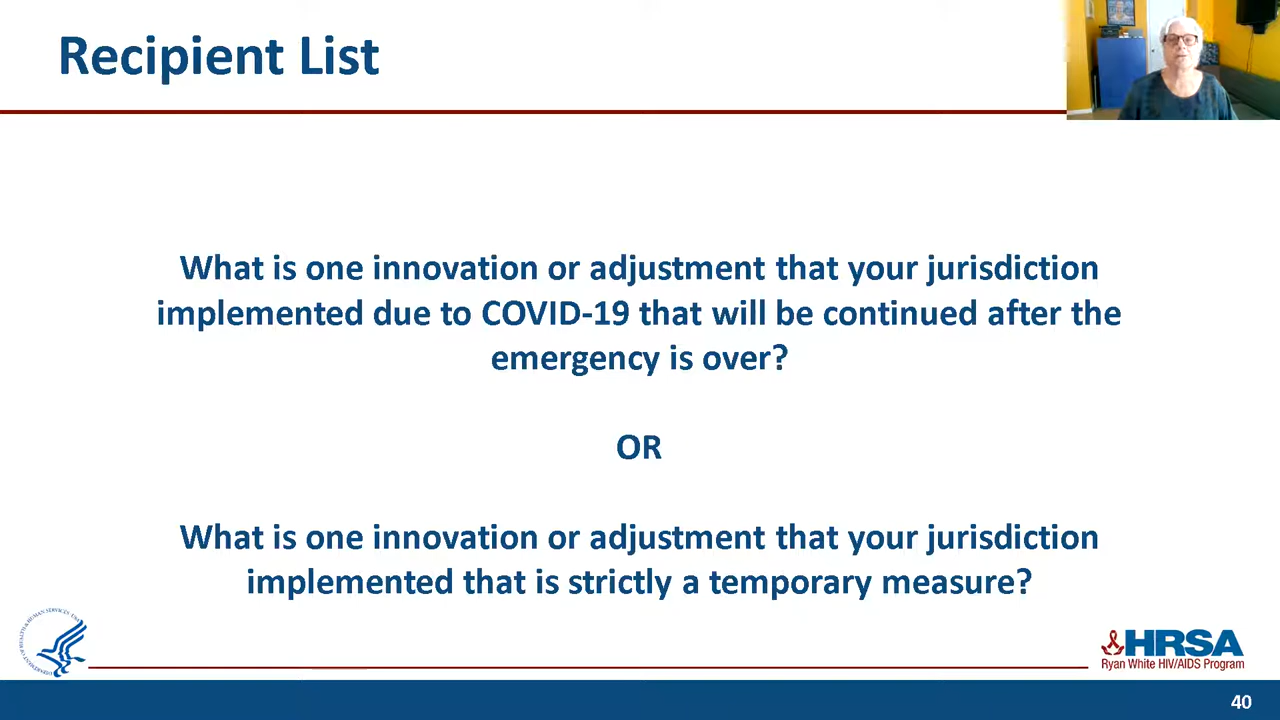 Recipient List
What is one innovation or adjustment that your jurisdiction
implemented due to COVID-19 that will be continued after the
emergency is over?
OR
What is one innovation or adjustment that your jurisdiction
implemented that is strictly a temporary measure?
HRSA
Ryan White HIV/AIDS Program
40